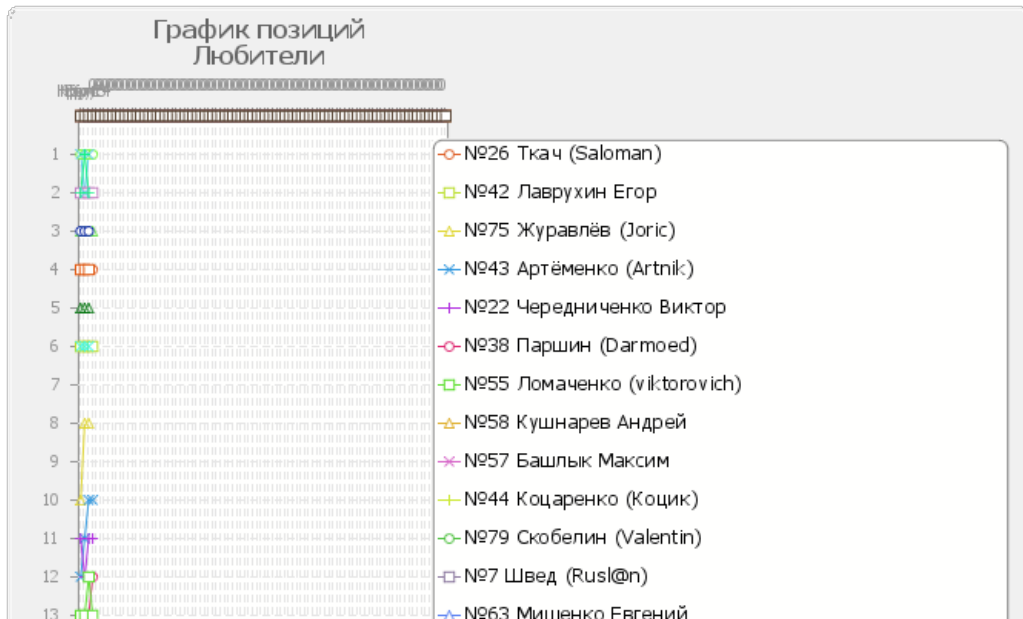 График позиций
Любители
1
№26 Ткач (Saloman)
2
№42 Лаврухин Егор
3
№75 Журавлёв (Joric)
4
№43 Артёменко (Artnik)
5
№22 Чередниченко Виктор
6
№38 Паршин (Darmoed)
7
№55 Ломаченко (viktorovich)
8
№58 Кушнарев Андрей
9
№57 Башлык Максим
10
№44 Коцаренко (Коцик)
11
№79 Скобелин (Valentin)
12
№7 Швед (Rusl@n)
13
№63 Мишенко Евгений